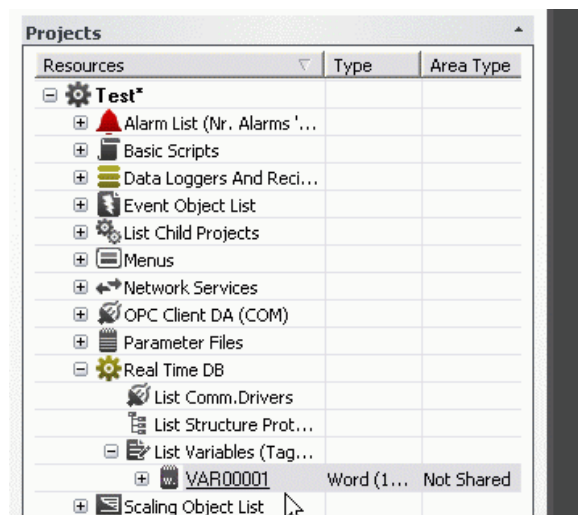 Projects
Resources Type Area Type
Test*
Alarm List (Nr. Alarms '...
Basic Scripts
Data Loggers And Reci...
Event Object List
List Child Projects
Menus
Network Services
OPC Client DA (COM)
Parameter Files
Real Time DB
List Comm.Drivers
List Structure Prot...
List Variables (Tag...
VAR00001 Word (1... Not Shared
Scaling Object List